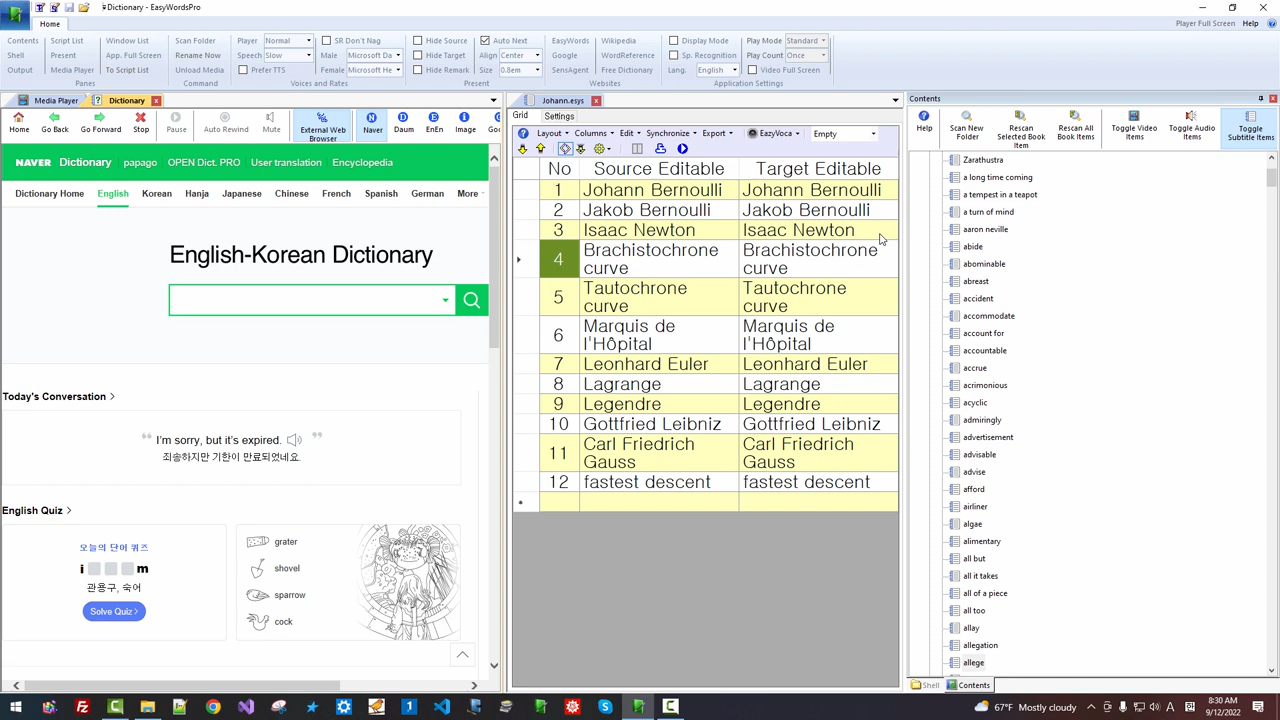 Dictionary - EasyWordsPro
Home
Player Full Screen
Help
Contents
Script List
Window List
Scan Folder
Player
Normal
SR Don't Nag
Hide Source
Auto Next
EasyWords
Wikipedia
Display Mode
Play Mode
Standard
Shell
Present
App. Full Screen
Rename Now
Speech
Slow
Male
Microsoft Da
Hide Target
Align
Center
Google
WordReference
Sp. Recognition
Play Count
Once
Output
Media Player
To Script List
Unload Media
Prefer TTS
Female
Microsoft He
Hide Remark
Size
0.8em
SensAgent
Free Dictionary
Lang.
English
Video Full Screen
Panes
Command
Voices and Rates
Present
Websites
Application Settings
Media Player
Dictionary
Home
Go Back
Go Forward
Stop
Pause
Auto Rewind
Mute
External Web
Browser
Naver
Daum
EnEn
Image
Goo
NAVER Dictionary
papago
OPEN Dict. PRO
User translation
Encyclopedia
Dictionary Home
English
Korean
Hanja
Japanese
Chinese
French
Spanish
German
More
English-Korean Dictionary
Today's Conversation >
“ I'm sorry, but it's expired. ”
죄송하지만 기한이 만료되었네요.
English Quiz >
오늘의 단어 퀴즈
i m
관용구, 숙어
Solve Quiz >
grater
shovel
sparrow
cock
Johann.esys
Grid
Settings
Layout
Columns
Edit
Synchronize
Export
EazyVoca
Empty
No Source Editable Target Editable
1 Johann Bernoulli Johann Bernoulli
2 Jakob Bernoulli Jakob Bernoulli
3 Isaac Newton Isaac Newton
4 Brachistochrone Brachistochrone
curve curve
5 Tautochrone Tautochrone
curve curve
6 Marquis de Marquis de
l'Hôpital l'Hôpital
7 Leonhard Euler Leonhard Euler
8 Lagrange Lagrange
9 Legendre Legendre
10 Gottfried Leibniz Gottfried Leibniz
11 Carl Friedrich Carl Friedrich
Gauss Gauss
12 fastest descent fastest descent
Contents
Help
Scan New
Folder
Rescan
Selected Book
Item
Rescan All
Book Items
Toggle Video
Items
Toggle Audio
Items
Toggle
Subtitle Items
Zarathustra
a long time coming
a tempest in a teapot
a turn of mind
aaron neville
abide
abominable
abreast
accident
accommodate
account for
accountable
accrue
acrimonious
acyclic
admiringly
advertisement
advisable
advise
afford
airliner
algae
alimentary
all but
all it takes
all of a piece
all too
allay
allegation
allege
Shell
Contents
67°F Mostly cloudy
8:30 AM
9/12/2022